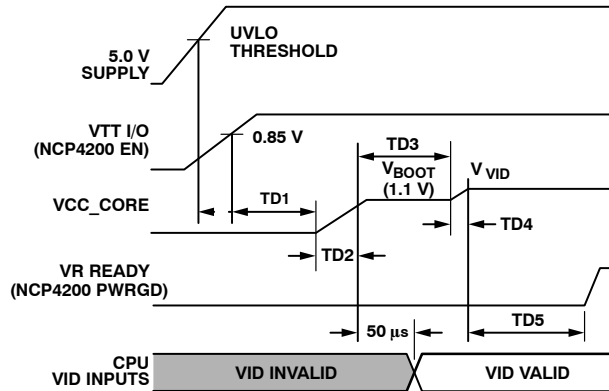 5.0 V
SUPPLY
UVLO
THRESHOLD
VTT I/O
(NCP4200 EN)
0.85 V
TD3
VBOOT
(1.1 V)
VVID
VCC_CORE
TD1
TD2
TD4
VR READY
(NCP4200 PWRGD)
50 μs
TD5
CPU
VID INPUTS
VID INVALID
VID VALID